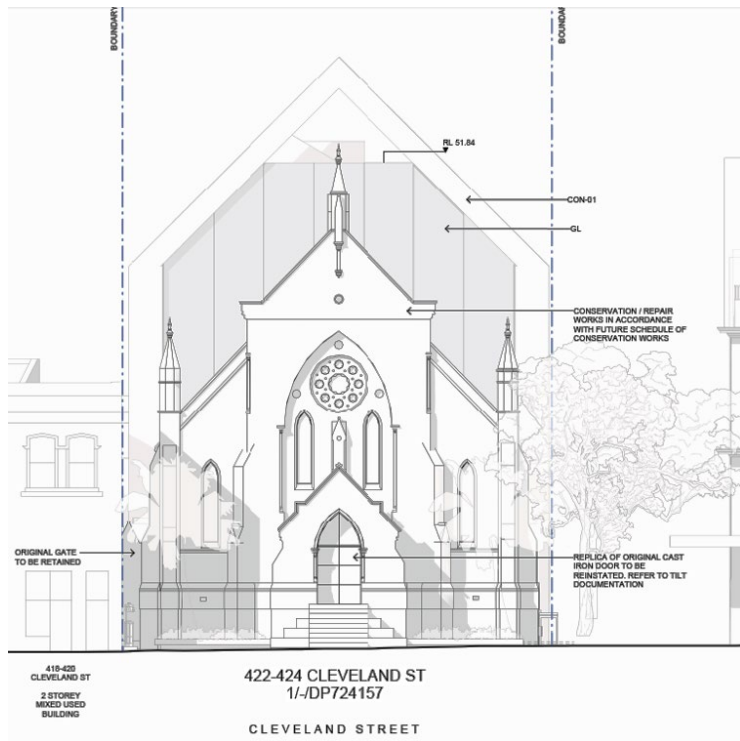 BOUNDARY
BOUNDAR
RL 51.84
CON-01
GL
CONSERVATION / REPAIR
WORKS IN ACCORDANCE
WITH FUTURE SCHEDULE OF
CONSERVATION WORKS
ORIGINAL GATE
TO BE RETAINED
REPLICA OF ORIGINAL CAST
IRON DOOR TO BE
REINSTATED. REFER TO TILT
DOCUMENTATION
418-420
CLEVELAND ST
2 STOREY
MIXED USED
BUILDING
422-424 CLEVELAND ST
1/-/DP724157
CLEVELAND STREET